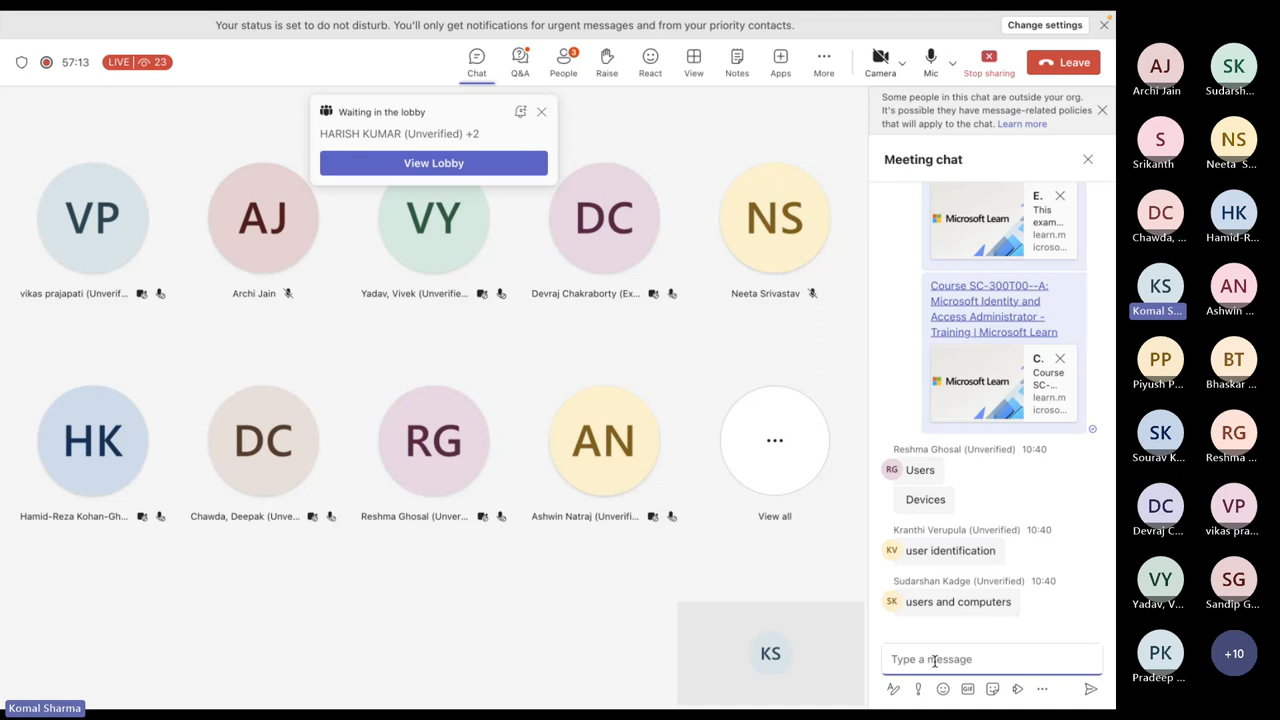 Your status is set to do not disturb. You'll only get notifications for urgent messages and from your priority contacts.
Change settings
57:13
LIVE
23
Chat
Q&A
3
People
Raise
React
View
Notes
Apps
More
Camera
Mic
Stop sharing
Leave
Waiting in the lobby
HARISH KUMAR (Unverified) +2
View Lobby
VP
AJ
VY
DC
NS
vikas prajapati (Unverif...
Archi Jain
Yadav, Vivek (Unverifie...
Devraj Chakraborty (Ex...
Neeta Srivastav
HK
DC
RG
AN
...
Hamid-Reza Kohan-Gh...
Chawda, Deepak (Unve...
Reshma Ghosal (Unver...
Ashwin Natraj (Unverifi...
View all
KS
Komal Sharma
Some people in this chat are outside your org.
It's possible they have message-related policies
that will apply to the chat. Learn more
Meeting chat
Microsoft Learn
E.
This
exam...
learn.m
icroso...
Course SC-300T00--A:
Microsoft Identity and
Access Administrator -
Training | Microsoft Learn
Microsoft Learn
C.
Course
SC-...
learn.m
icroso...
Reshma Ghosal (Unverified) 10:40
RG
Users
Devices
Kranthi Verupula (Unverified) 10:40
KV
user identification
Sudarshan Kadge (Unverified) 10:40
SK
users and computers
Type a message
GIF
AJ
SK
Archi Jain
Sudarsh...
S
NS
Srikanth
Neeta S...
DC
HK
Chawda, ...
Hamid-R...
KS
AN
Komal S...
Ashwin ...
PP
BT
Piyush P...
Bhaskar ...
SK
RG
Sourav K...
Reshma ...
DC
VP
Devraj C...
vikas pra...
VY
SG
Yadav, V...
Sandip G...
PK
+10
Pradeep ...